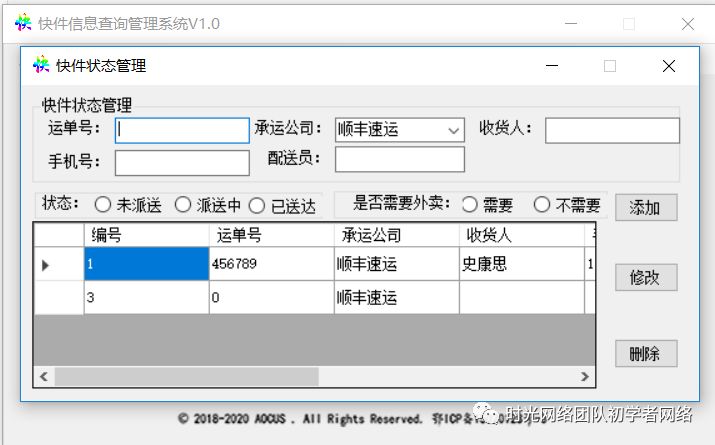 快件信息查询管理系统V1.0
快件状态管理
快件状态管理
运单号： 承运公司： 顺丰速运 收货人：
手机号： 配送员：
状态： 未派送 派送中 已送达 是否需要外卖： 需要 不需要 添加
编号 运单号 承运公司 收货人
1 456789 顺丰速运 史康思 1
修改
3 0 顺丰速运
删除
© 2018-2020 AOCUS . All Rights Reserved. 鄂ICP备
时光网络团队初学者网络